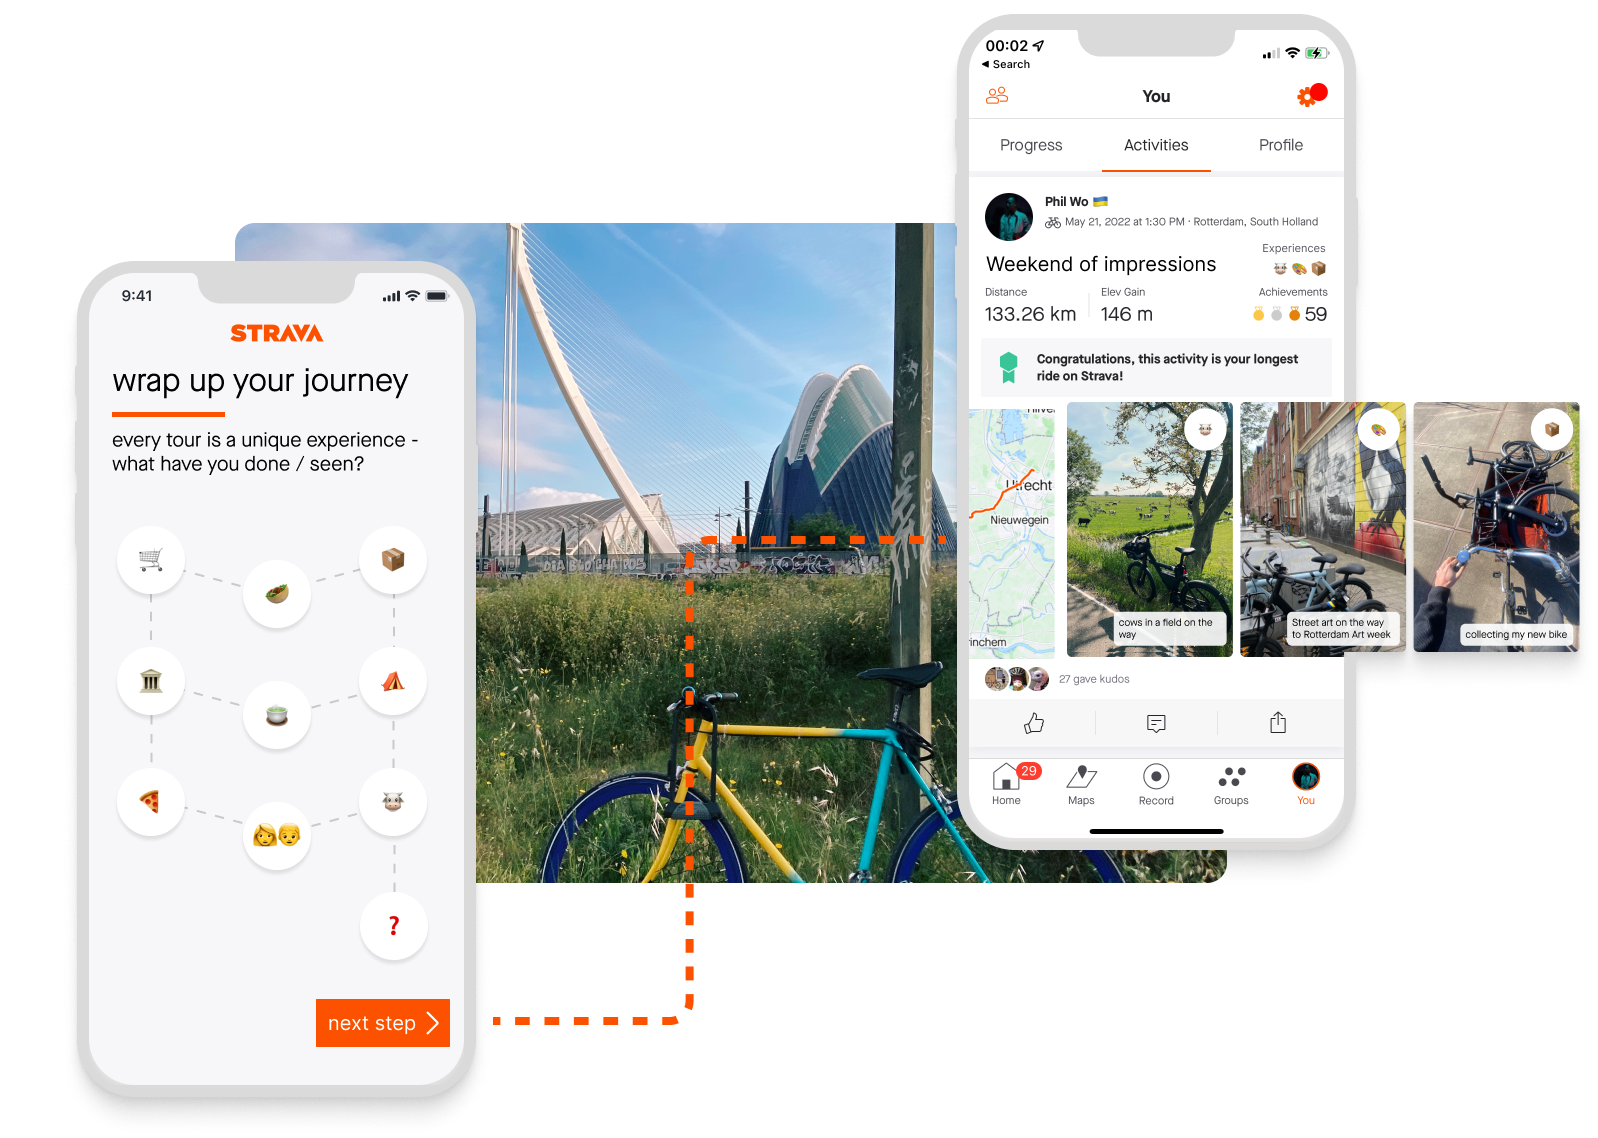 9:41
STRAVA
wrap up your journey
every tour is a unique experience -
what have you done / seen?
?
next step
00:02
Search
You
Progress
Activities
Profile
Phil Wo
May 21, 2022 at 1:30 PM · Rotterdam, South Holland
Experiences
Weekend of impressions
Distance
Elev Gain
Achievements
133.26 km
146 m
59
Congratulations, this activity is your longest
ride on Strava!
Utrecht
Nieuwegein
inchem
cows in a field on the
way
Street art on the way
to Rotterdam Art week
collecting my new bike
27 gave kudos
29
Home
Maps
Record
Groups
You